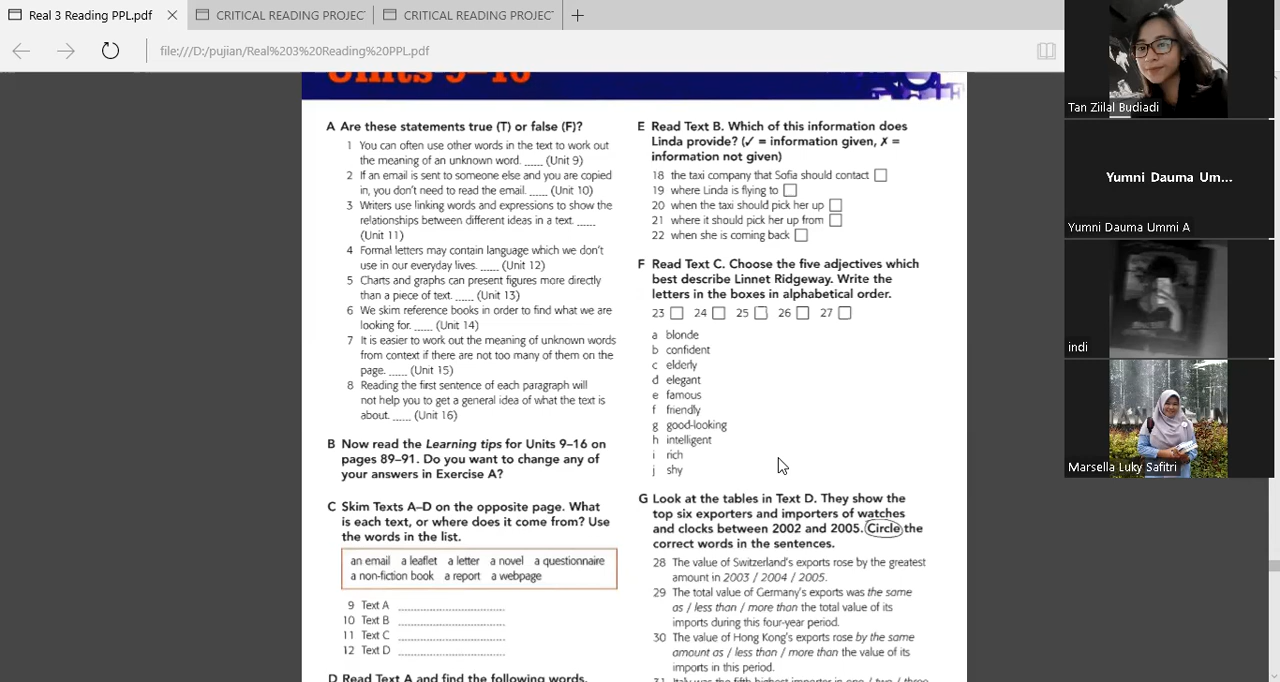 Real 3 Reading PPL.pdf
CRITICAL READING PROJEC
CRITICAL READING PROJEC
file:///D:/pujian/Real%203%20Reading%20PPL.pdf
Units 9–16
A Are these statements true (T) or false (F)?
1 You can often use other words in the text to work out
the meaning of an unknown word. ..... (Unit 9)
2 If an email is sent to someone else and you are copied
in, you don't need to read the email. ..... (Unit 10)
3 Writers use linking words and expressions to show the
relationships between different ideas in a text. .....
(Unit 11)
4 Formal letters may contain language which we don't
use in our everyday lives. ..... (Unit 12)
5 Charts and graphs can present figures more directly
than a piece of text. ..... (Unit 13)
6 We skim reference books in order to find what we are
looking for. ..... (Unit 14)
7 It is easier to work out the meaning of unknown words
from context if there are not too many of them on the
page. ..... (Unit 15)
8 Reading the first sentence of each paragraph will
not help you to get a general idea of what the text is
about. ..... (Unit 16)
B Now read the Learning tips for Units 9–16 on
pages 89–91. Do you want to change any of
your answers in Exercise A?
C Skim Texts A–D on the opposite page. What
is each text, or where does it come from? Use
the words in the list.
an email a leaflet a letter a novel a questionnaire
a non-fiction book a report a webpage
9 Text A ..............................
10 Text B ..............................
11 Text C ..............................
12 Text D ..............................
D Read Text A and find the following words.
E Read Text B. Which of this information does
Linda provide? (✓ = information given, ✗ =
information not given)
18 the taxi company that Sofia should contact
19 where Linda is flying to
20 when the taxi should pick her up
21 where it should pick her up from
22 when she is coming back
F Read Text C. Choose the five adjectives which
best describe Linnet Ridgeway. Write the
letters in the boxes in alphabetical order.
23 24 25 26 27
a blonde
b confident
c elderly
d elegant
e famous
f friendly
g good-looking
h intelligent
i rich
j shy
G Look at the tables in Text D. They show the
top six exporters and importers of watches
and clocks between 2002 and 2005. Circle the
correct words in the sentences.
28 The value of Switzerland's exports rose by the greatest
amount in 2003 / 2004 / 2005.
29 The total value of Germany's exports was the same
as / less than / more than the total value of its
imports during this four-year period.
30 The value of Hong Kong's exports rose by the same
amount as / less than / more than the value of its
imports in this period.
31 Italy was the fifth highest importer in one / two / three
Tan Ziilal Budiadi
Yumni Dauma Um...
Yumni Dauma Ummi A
indi
Marsella Luky Safitri